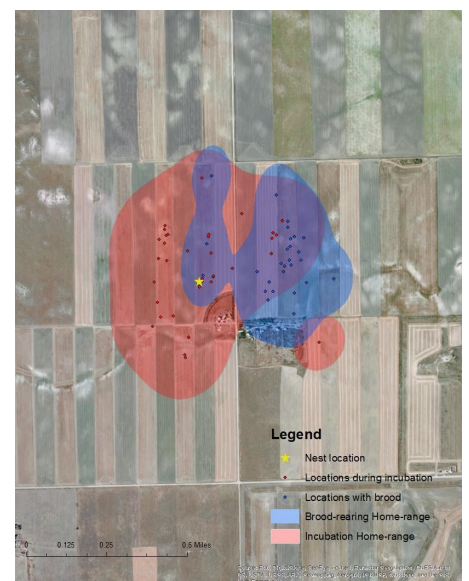 Legend
Nest location
Locations during incubation
Locations with brood
Brood-rearing Home-range
Incubation Home-range
0 0.125 0.25 0.5 Miles